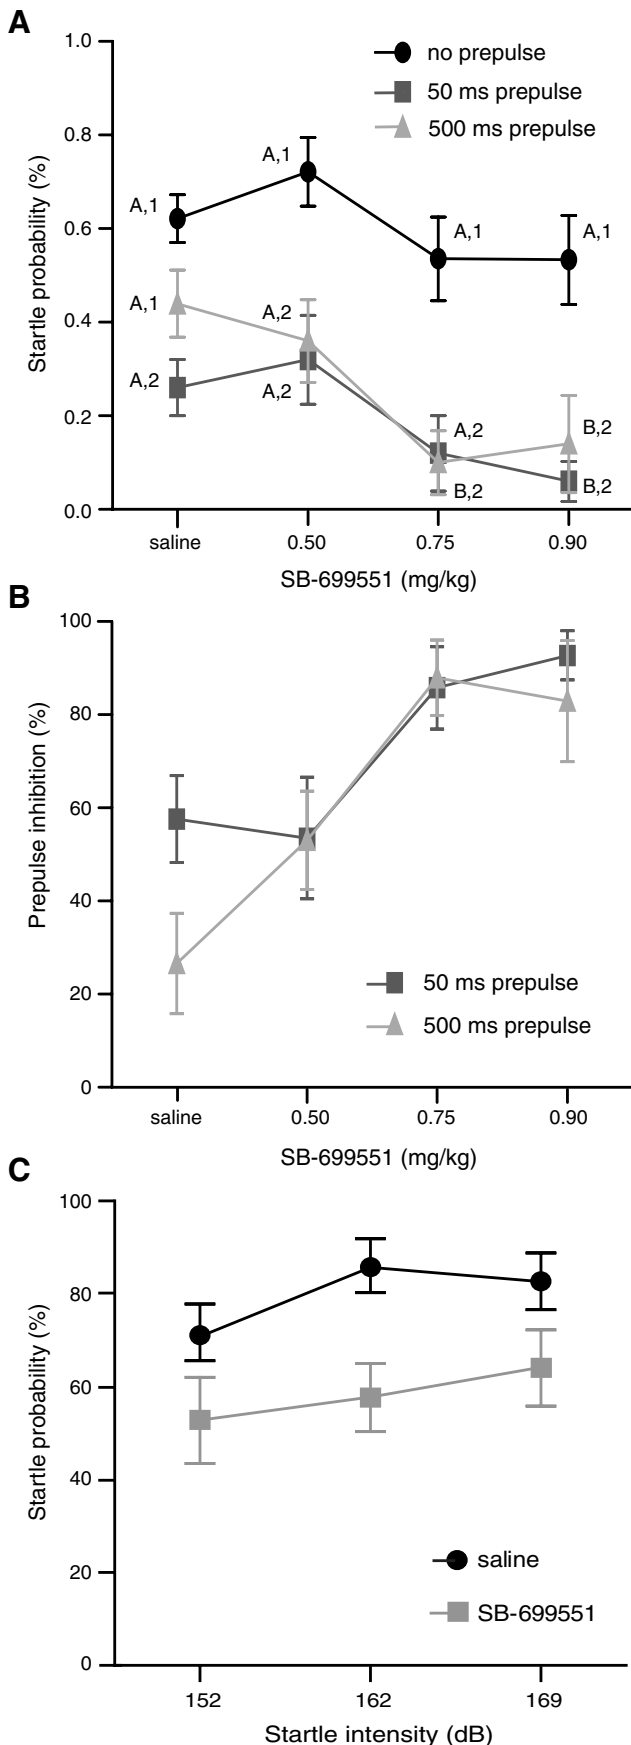 A
1.0
no prepulse
50 ms prepulse
500 ms prepulse
0.8
A,1
A,1
A,1
A,1
0.6
A,1
A,2
0.4
A,2
A,2
A,2
B,2
0.2
B,2
B,2
0.0
Startle probability (%)
saline 0.50 0.75 0.90
SB-699551 (mg/kg)
B
100
80
60
40
20
0
Prepulse inhibition (%)
50 ms prepulse
500 ms prepulse
saline 0.50 0.75 0.90
SB-699551 (mg/kg)
C
100
80
60
40
20
0
Startle probability (%)
saline
SB-699551
152 162 169
Startle intensity (dB)